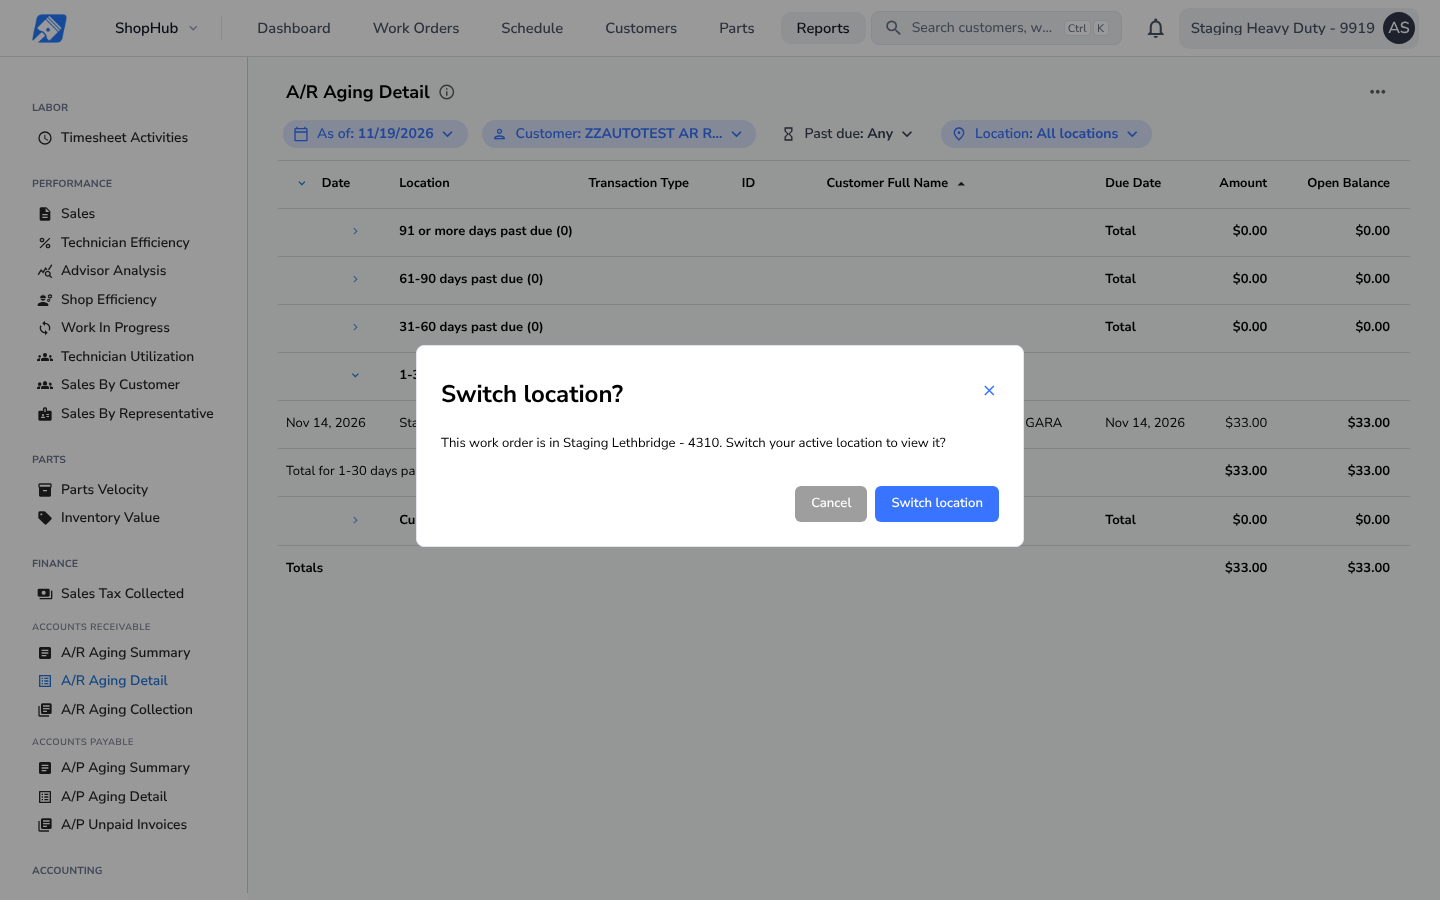 ShopHub
Dashboard
Work Orders
Schedule
Customers
Parts
Reports
Search customers, w...
Ctrl K
Staging Heavy Duty - 9919
AS
LABOR
Timesheet Activities
PERFORMANCE
Sales
Technician Efficiency
Advisor Analysis
Shop Efficiency
Work In Progress
Technician Utilization
Sales By Customer
Sales By Representative
PARTS
Parts Velocity
Inventory Value
FINANCE
Sales Tax Collected
ACCOUNTS RECEIVABLE
A/R Aging Summary
A/R Aging Detail
A/R Aging Collection
ACCOUNTS PAYABLE
A/P Aging Summary
A/P Aging Detail
A/P Unpaid Invoices
ACCOUNTING
A/R Aging Detail
As of: 11/19/2026
Customer: ZZAUTOTEST AR R...
Past due: Any
Location: All locations
Date Location Transaction Type ID Customer Full Name Due Date Amount Open Balance
91 or more days past due (0) Total $0.00 $0.00
61-90 days past due (0) Total $0.00 $0.00
31-60 days past due (0) Total $0.00 $0.00
1-3
Nov 14, 2026 Sta GARA Nov 14, 2026 $33.00 $33.00
Total for 1-30 days pa $33.00 $33.00
Cu Total $0.00 $0.00
Totals $33.00 $33.00
Switch location?
This work order is in Staging Lethbridge - 4310. Switch your active location to view it?
Cancel
Switch location